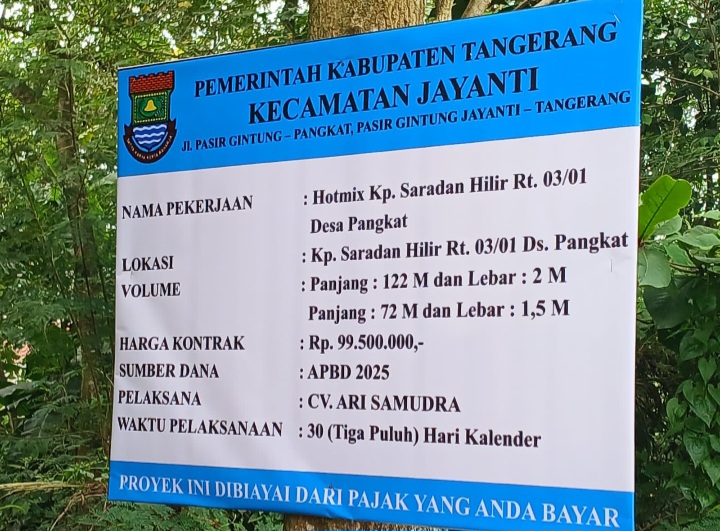 PEMERINTAH KABUPATEN TANGERANG
KECAMATAN JAYANTI
Jl. PASIR GINTUNG – PANGKAT, PASIR GINTUNG JAYANTI – TANGERANG
NAMA PEKERJAAN : Hotmix Kp. Saradan Hilir Rt. 03/01
Desa Pangkat
LOKASI : Kp. Saradan Hilir Rt. 03/01 Ds. Pangkat
VOLUME : Panjang : 122 M dan Lebar : 2 M
Panjang : 72 M dan Lebar : 1,5 M
HARGA KONTRAK : Rp. 99.500.000,-
SUMBER DANA : APBD 2025
PELAKSANA : CV. ARI SAMUDRA
WAKTU PELAKSANAAN : 30 (Tiga Puluh) Hari Kalender
PROYEK INI DIBIAYAI DARI PAJAK YANG ANDA BAYAR